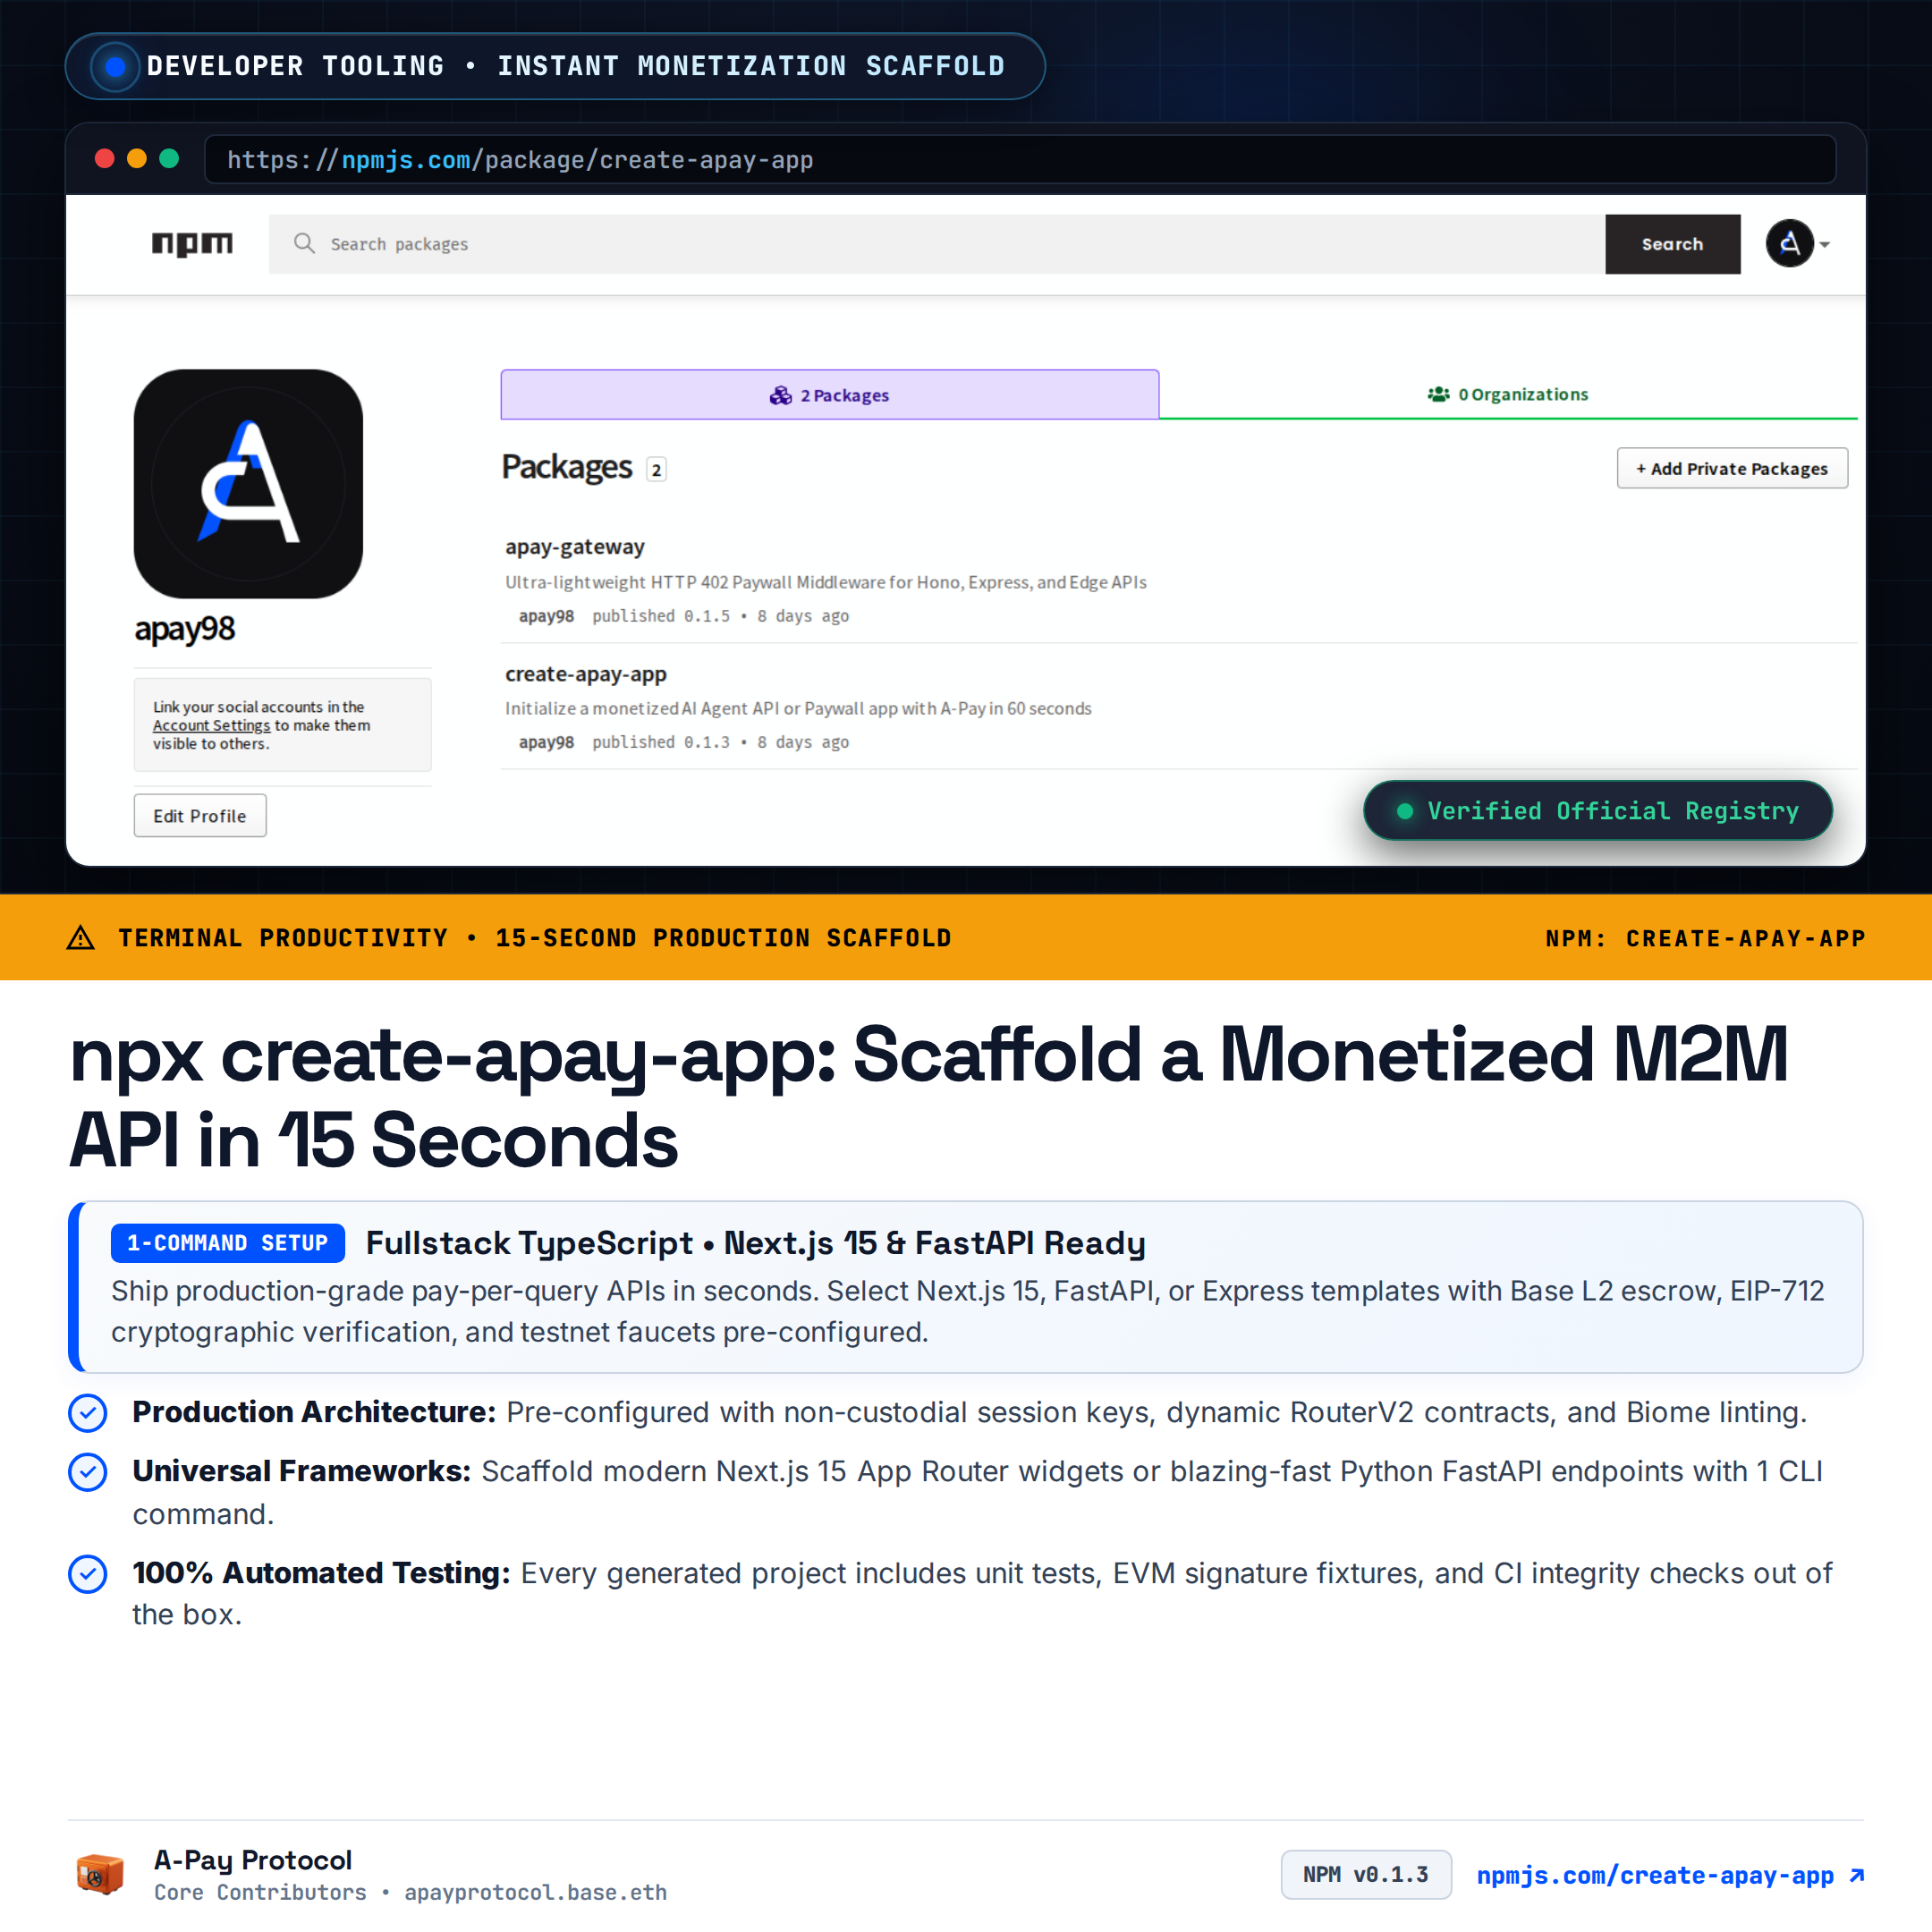 DEVELOPER TOOLING • INSTANT MONETIZATION SCAFFOLD
https://npmjs.com/package/create-apay-app
npm
Search packages
Search
2 Packages
0 Organizations
Packages 2
+ Add Private Packages
apay-gateway
Ultra-lightweight HTTP 402 Paywall Middleware for Hono, Express, and Edge APIs
apay98 published 0.1.5 • 8 days ago
create-apay-app
Initialize a monetized AI Agent API or Paywall app with A-Pay in 60 seconds
apay98 published 0.1.3 • 8 days ago
apay98
Link your social accounts in the
Account Settings to make them
visible to others.
Edit Profile
Verified Official Registry
TERMINAL PRODUCTIVITY • 15-SECOND PRODUCTION SCAFFOLD
NPM: CREATE-APAY-APP
npx create-apay-app: Scaffold a Monetized M2M
API in 15 Seconds
1-COMMAND SETUP Fullstack TypeScript • Next.js 15 & FastAPI Ready
Ship production-grade pay-per-query APIs in seconds. Select Next.js 15, FastAPI, or Express templates with Base L2 escrow, EIP-712
cryptographic verification, and testnet faucets pre-configured.
Production Architecture: Pre-configured with non-custodial session keys, dynamic RouterV2 contracts, and Biome linting.
Universal Frameworks: Scaffold modern Next.js 15 App Router widgets or blazing-fast Python FastAPI endpoints with 1 CLI
command.
100% Automated Testing: Every generated project includes unit tests, EVM signature fixtures, and CI integrity checks out of
the box.
A-Pay Protocol
Core Contributors • apayprotocol.base.eth
NPM v0.1.3
npmjs.com/create-apay-app ↗